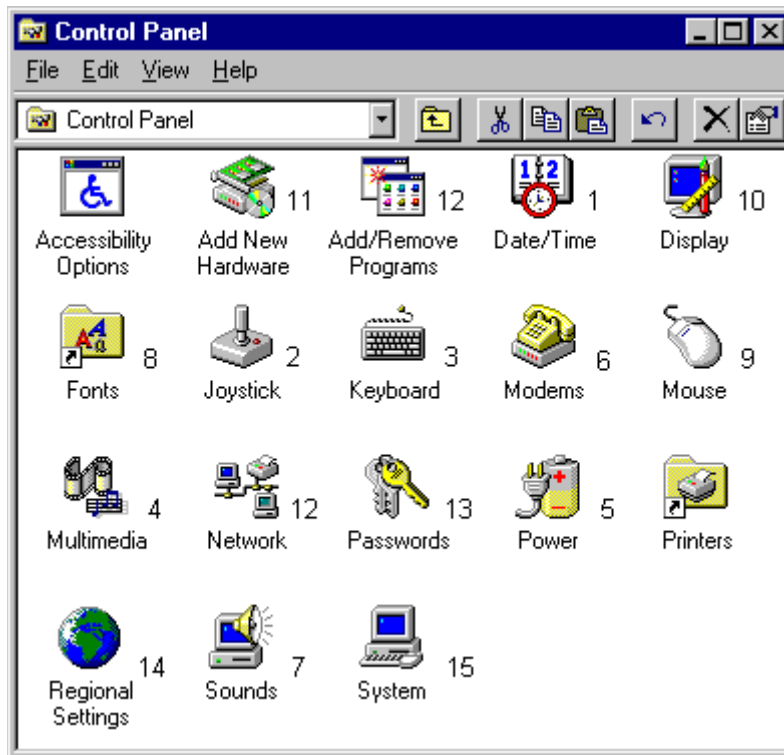 Control Panel
File Edit View Help
Control Panel
11 12 1 10
Accessibility Options Add New Hardware Add/Remove Programs Date/Time Display
8 2 3 6 9
Fonts Joystick Keyboard Modems Mouse
4 12 13 5
Multimedia Network Passwords Power Printers
14 7 15
Regional Settings Sounds System